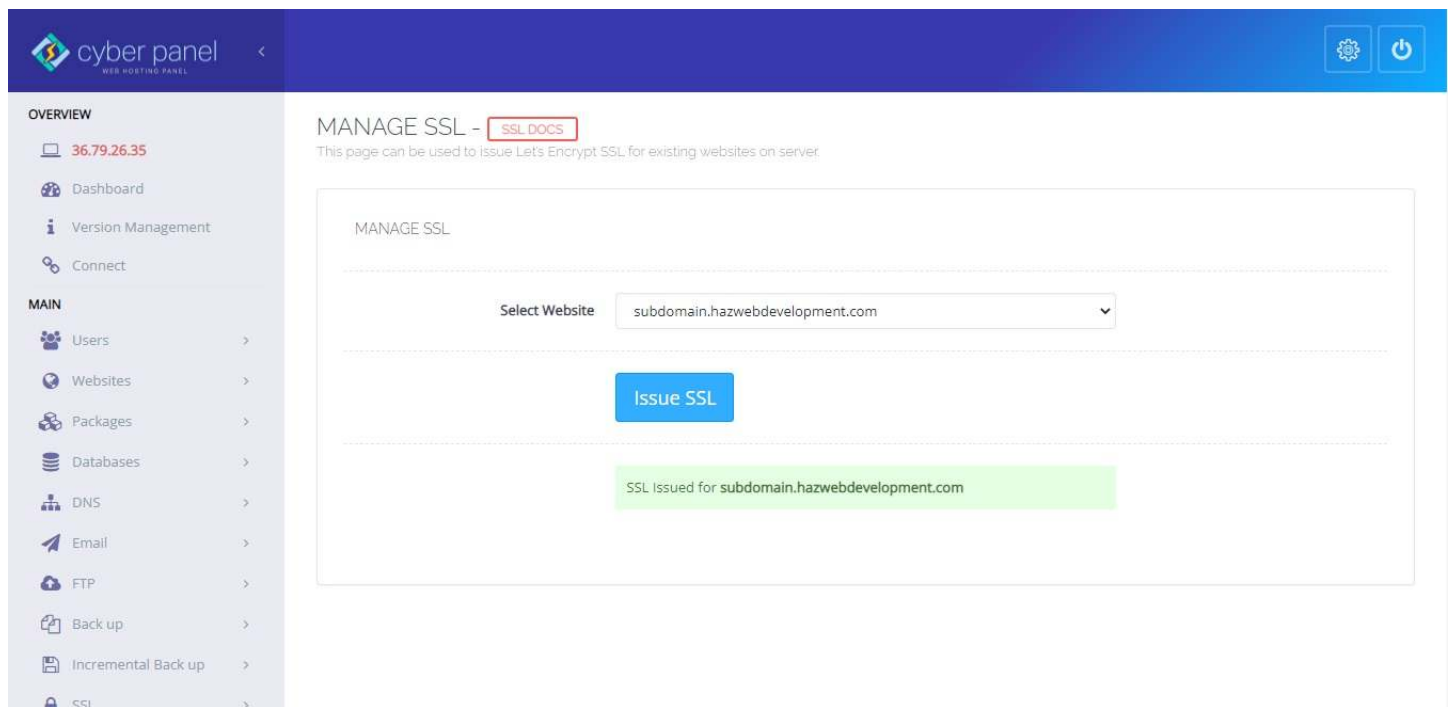 cyber panel
WEB HOSTING PANEL
OVERVIEW
36.79.26.35
Dashboard
Version Management
Connect
MAIN
Users
Websites
Packages
Databases
DNS
Email
FTP
Back up
Incremental Back up
SSL
MANAGE SSL - SSL DOCS
This page can be used to issue Let's Encrypt SSL for existing websites on server.
MANAGE SSL
Select Website subdomain.hazwebdevelopment.com
Issue SSL
SSL Issued for subdomain.hazwebdevelopment.com